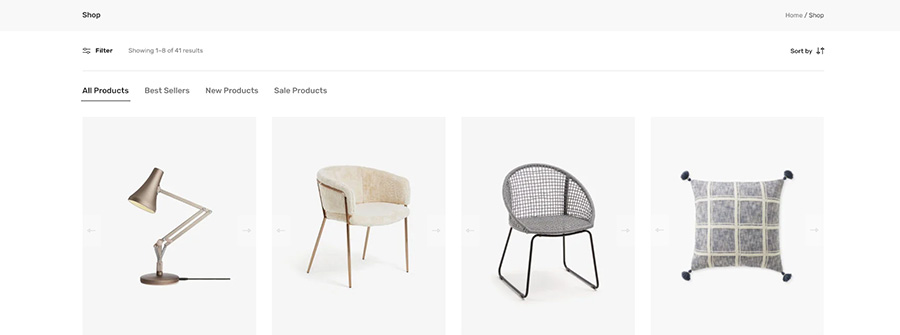 Shop
Home / Shop
Filter
Showing 1–8 of 41 results
Sort by
All Products
Best Sellers
New Products
Sale Products